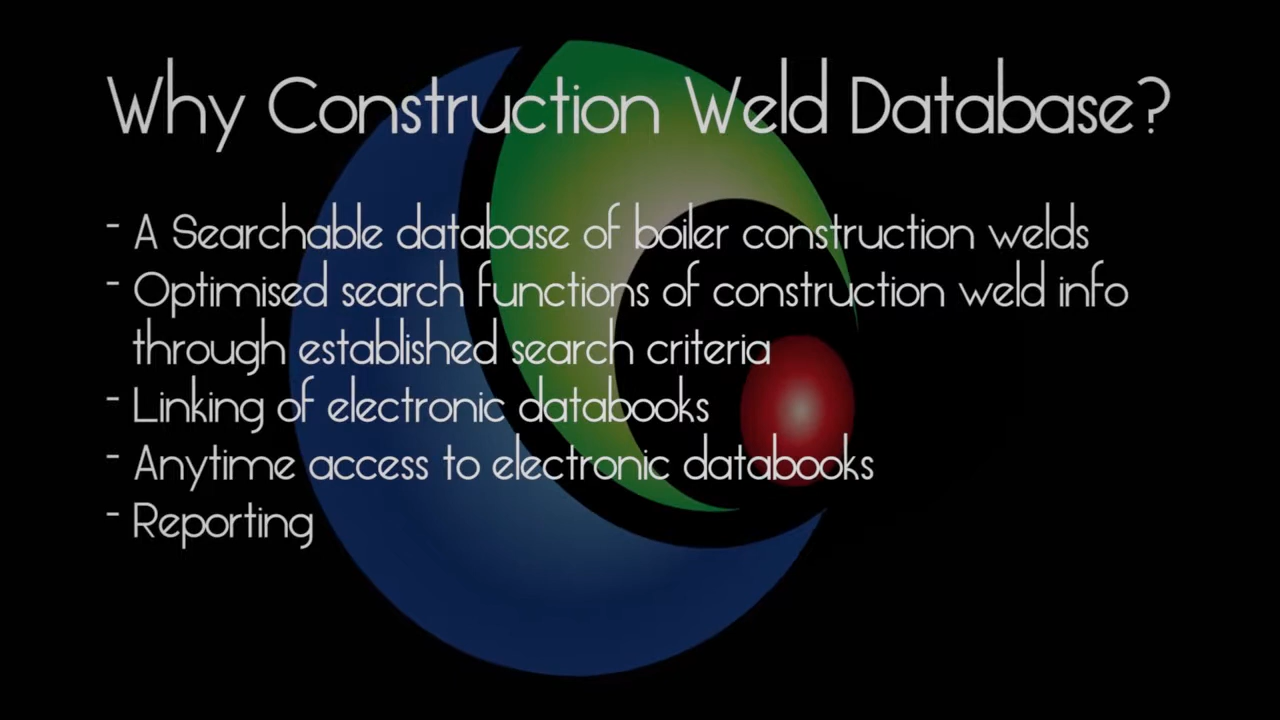 Why Construction Weld Database?
- A Searchable database of boiler construction welds
- Optimised search functions of construction weld info
through established search criteria
- Linking of electronic databooks
- Anytime access to electronic databooks
- Reporting